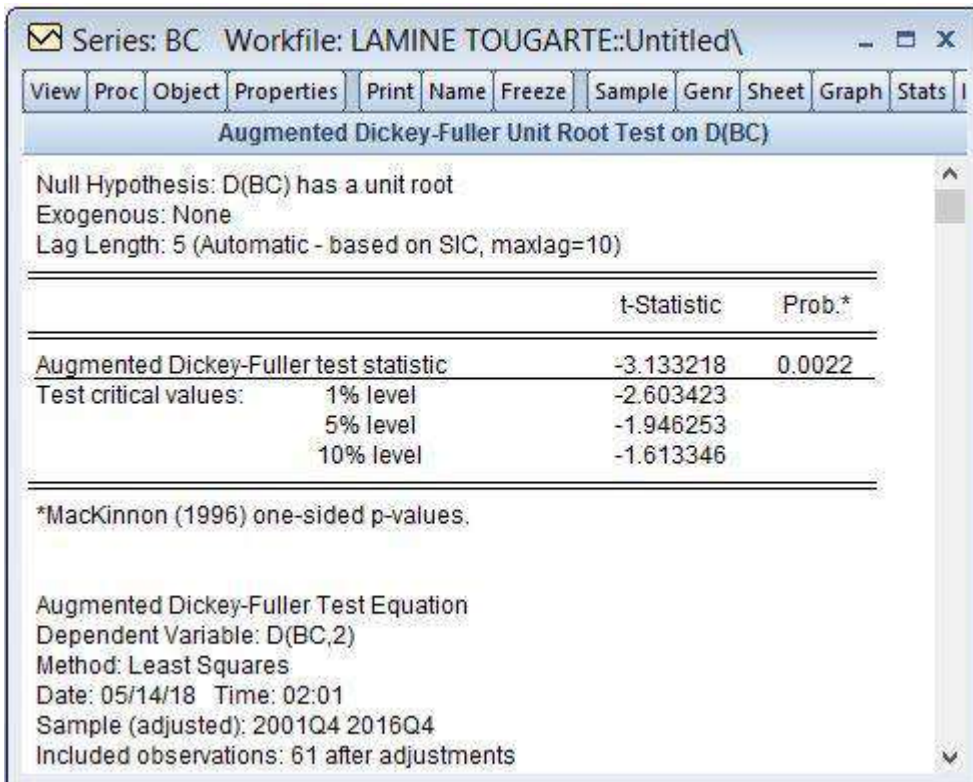 Series: BC Workfile: LAMINE TOUGARTE::Untitled\
View Proc Object Properties Print Name Freeze Sample Genr Sheet Graph Stats
Augmented Dickey-Fuller Unit Root Test on D(BC)
Null Hypothesis: D(BC) has a unit root
Exogenous: None
Lag Length: 5 (Automatic - based on SIC, maxlag=10)
t-Statistic Prob.*
Augmented Dickey-Fuller test statistic -3.133218 0.0022
Test critical values: 1% level -2.603423
5% level -1.946253
10% level -1.613346
*MacKinnon (1996) one-sided p-values.
Augmented Dickey-Fuller Test Equation
Dependent Variable: D(BC,2)
Method: Least Squares
Date: 05/14/18 Time: 02:01
Sample (adjusted): 2001Q4 2016Q4
Included observations: 61 after adjustments